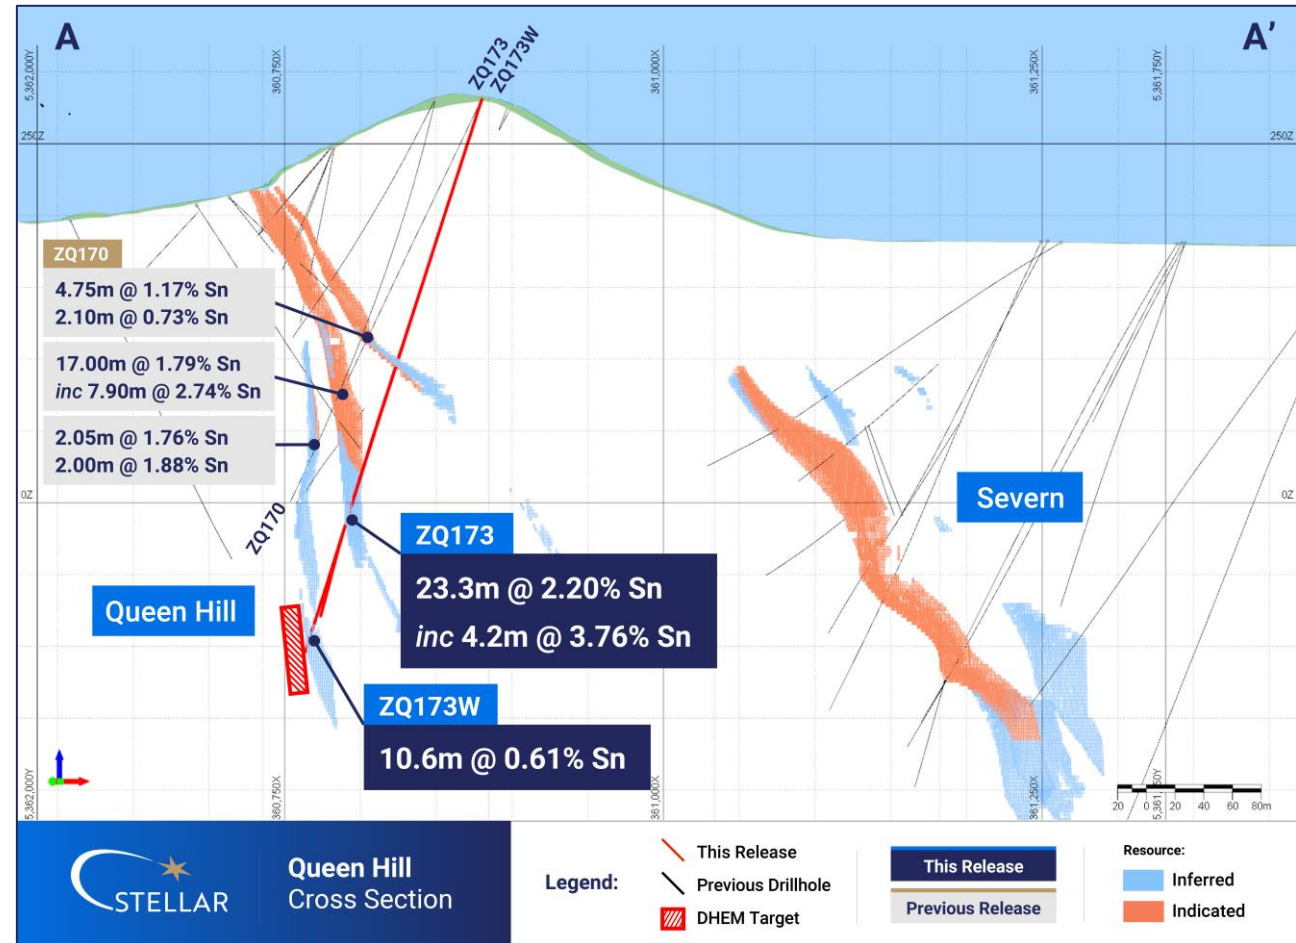 A
A'
5,362,000Y
360,750X
ZQ173
ZQ173W
361,000X
361,250X
5,361,750Y
250Z
250Z
ZQ170
4.75m @ 1.17% Sn
2.10m @ 0.73% Sn
17.00m @ 1.79% Sn
inc 7.90m @ 2.74% Sn
2.05m @ 1.76% Sn
2.00m @ 1.88% Sn
0Z
0Z
ZQ170
Severn
ZQ173
23.3m @ 2.20% Sn
inc 4.2m @ 3.76% Sn
Queen Hill
ZQ173W
10.6m @ 0.61% Sn
5,362,000Y
360,750X
361,000X
361,250X
5,361,750Y
20 0 20 40 60 80m
STELLAR
Queen Hill
Cross Section
Legend:
This Release
Previous Drillhole
DHEM Target
This Release
Previous Release
Resource:
Inferred
Indicated